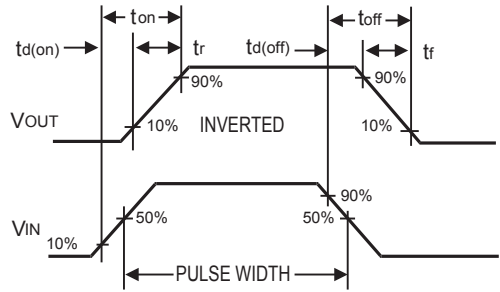 ton
toff
td(on)
tr
td(off)
tf
90%
90%
VOUT
10%
INVERTED
10%
90%
50%
50%
VIN
10%
PULSE WIDTH